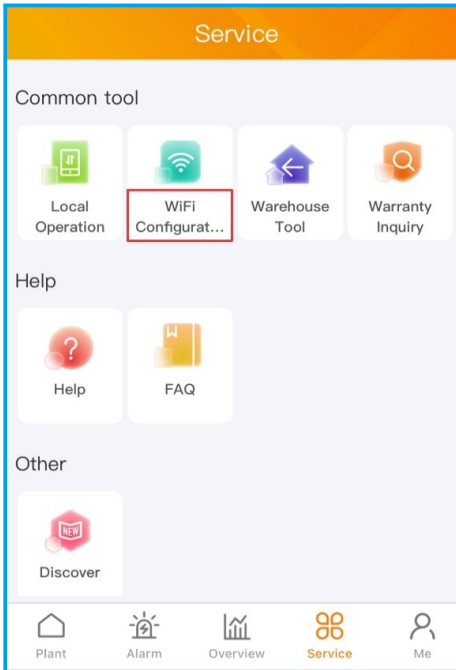 Service
Common tool
Local Operation
WiFi Configurat...
Warehouse Tool
Warranty Inquiry
Help
Help
FAQ
Other
NEW
Discover
Plant
Alarm
Overview
Service
Me